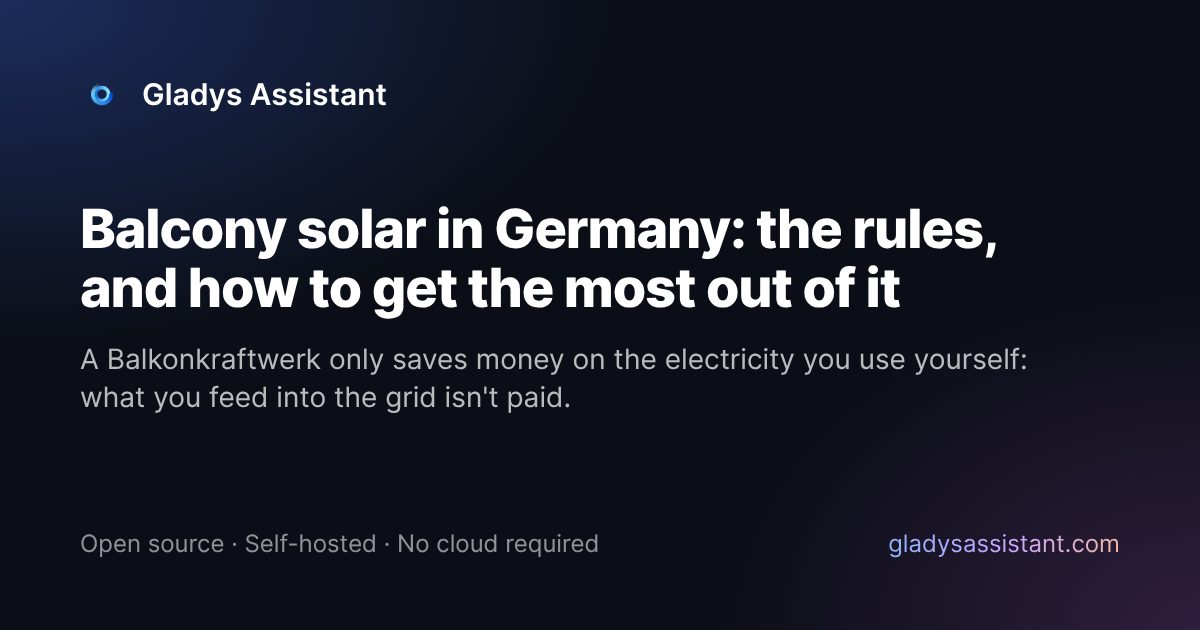 Gladys Assistant
Balcony solar in Germany: the rules,
and how to get the most out of it
A Balkonkraftwerk only saves money on the electricity you use yourself:
what you feed into the grid isn't paid.
Open source · Self-hosted · No cloud required
gladysassistant.com